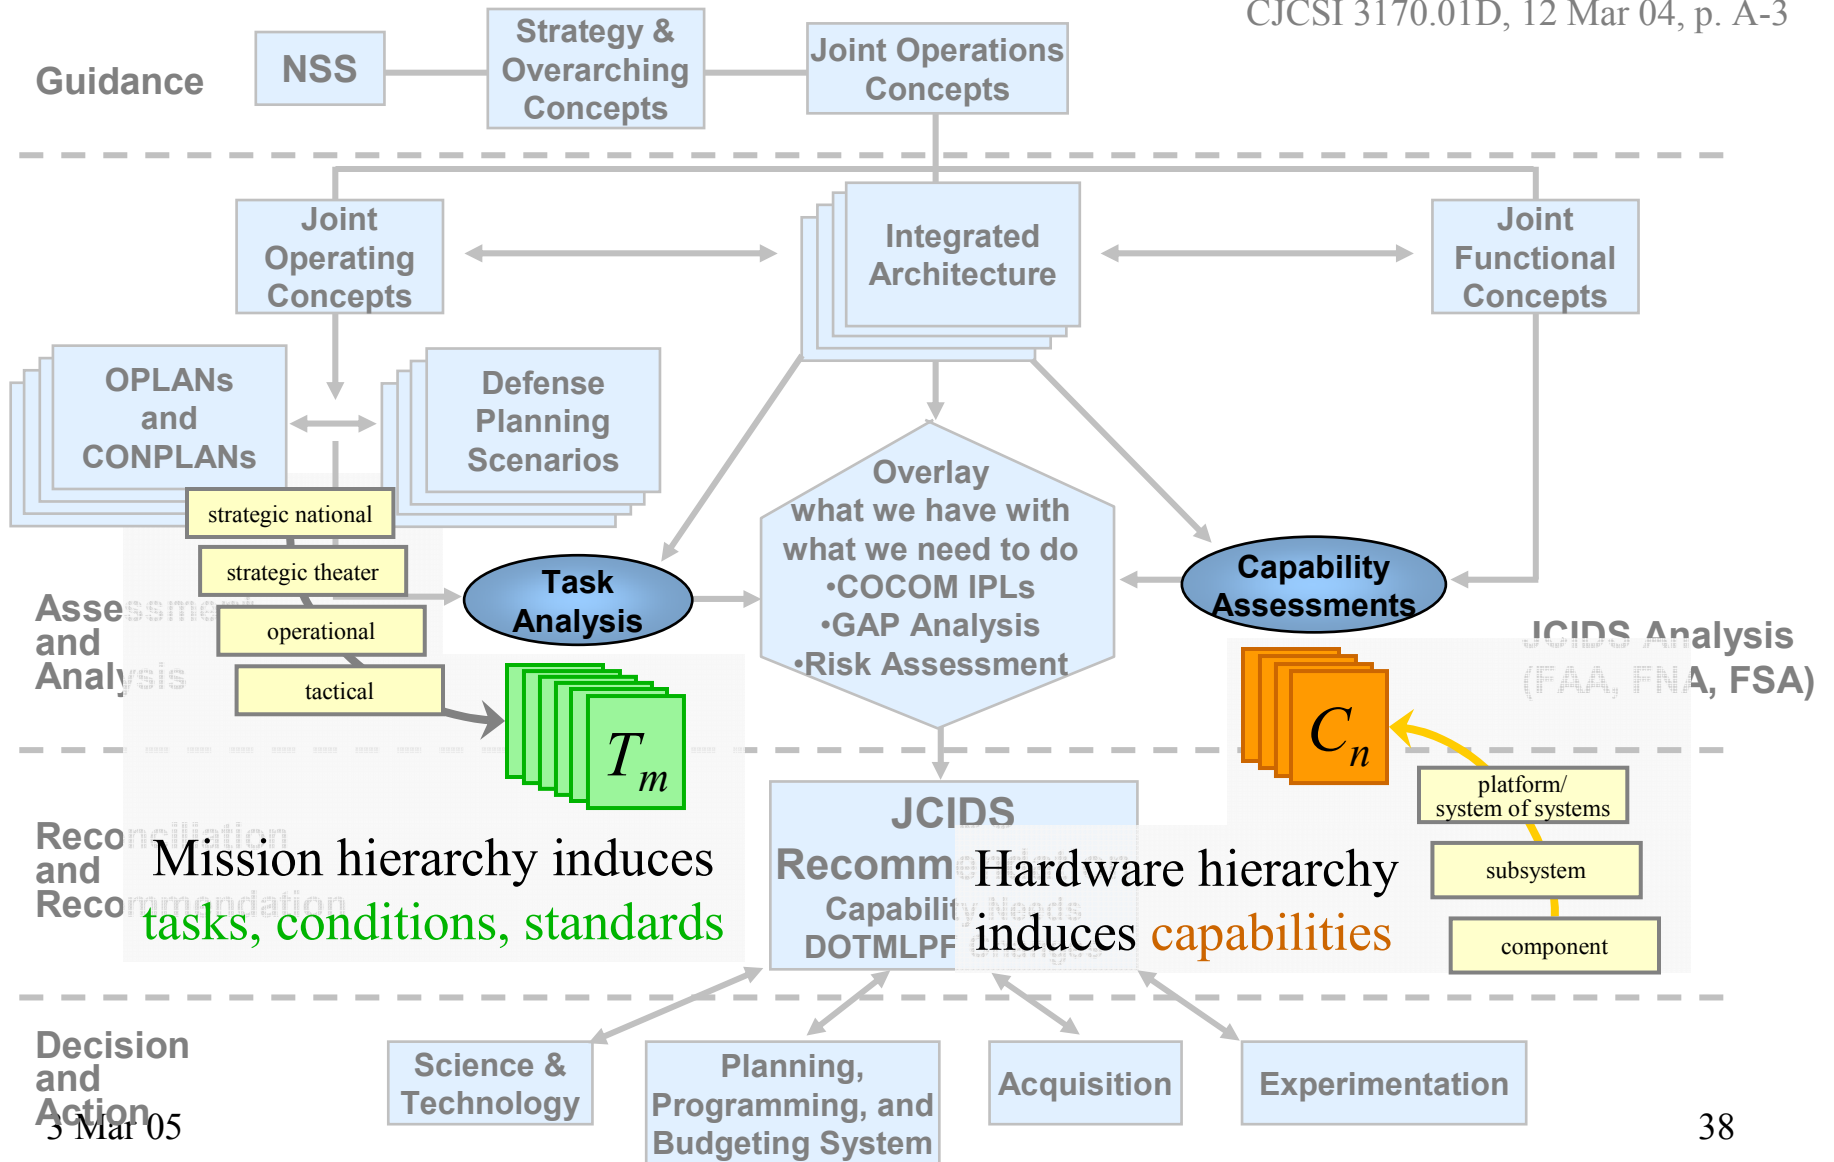 CJCSI 3170.01D, 12 Mar 04, p. A-3
Guidance
NSS
Strategy &
Overarching
Concepts
Joint Operations
Concepts
Joint
Operating
Concepts
Integrated
Architecture
Joint
Functional
Concepts
OPLANs
and
CONPLANs
Defense
Planning
Scenarios
strategic national
strategic theater
operational
tactical
Assessment
and
Analysis
Task
Analysis
Overlay
what we have with
what we need to do
•COCOM IPLs
•GAP Analysis
•Risk Assessment
Capability
Assessments
JCIDS Analysis
(FAA, FNA, FSA)
Tm
Cn
platform/
system of systems
subsystem
component
Reconciliation
and
Recommendation
Mission hierarchy induces
tasks, conditions, standards
JCIDS
Recommendation
Capability Needs
DOTMLPF Changes
Hardware hierarchy
induces capabilities
Decision
and
Action
Science &
Technology
Planning,
Programming, and
Budgeting System
Acquisition
Experimentation
3 Mar 05
38